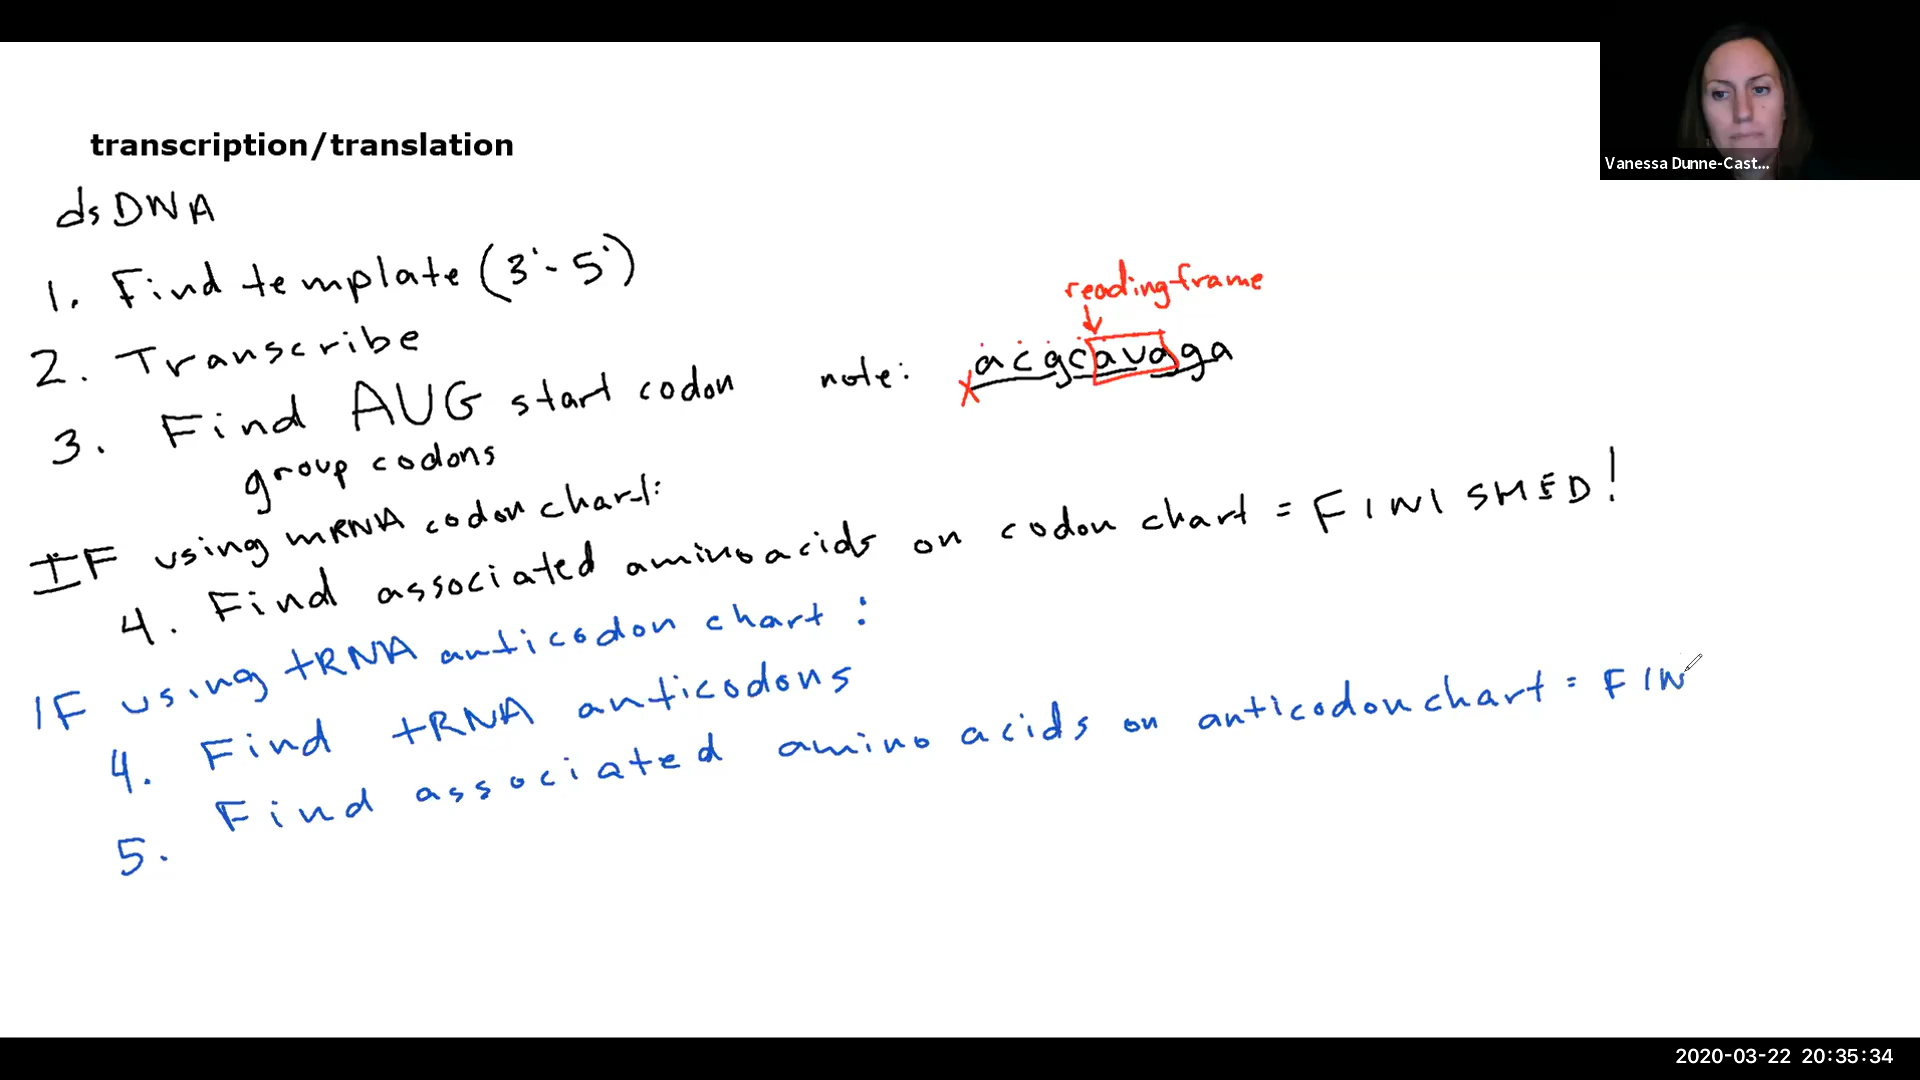 Vanessa Dunne-Cast...
transcription/translation
dsDNA
1. Find template (3'-5')
reading frame
2. Transcribe
note: acgcauaga
X
3. Find AUG start codon
group codons
IF using mRNA codon chart:
4. Find associated amino acids on codon chart = FINISHED!
IF using tRNA anticodon chart:
4. Find tRNA anticodons
5. Find associated amino acids on anticodon chart = FIN
2020-03-22 20:35:34